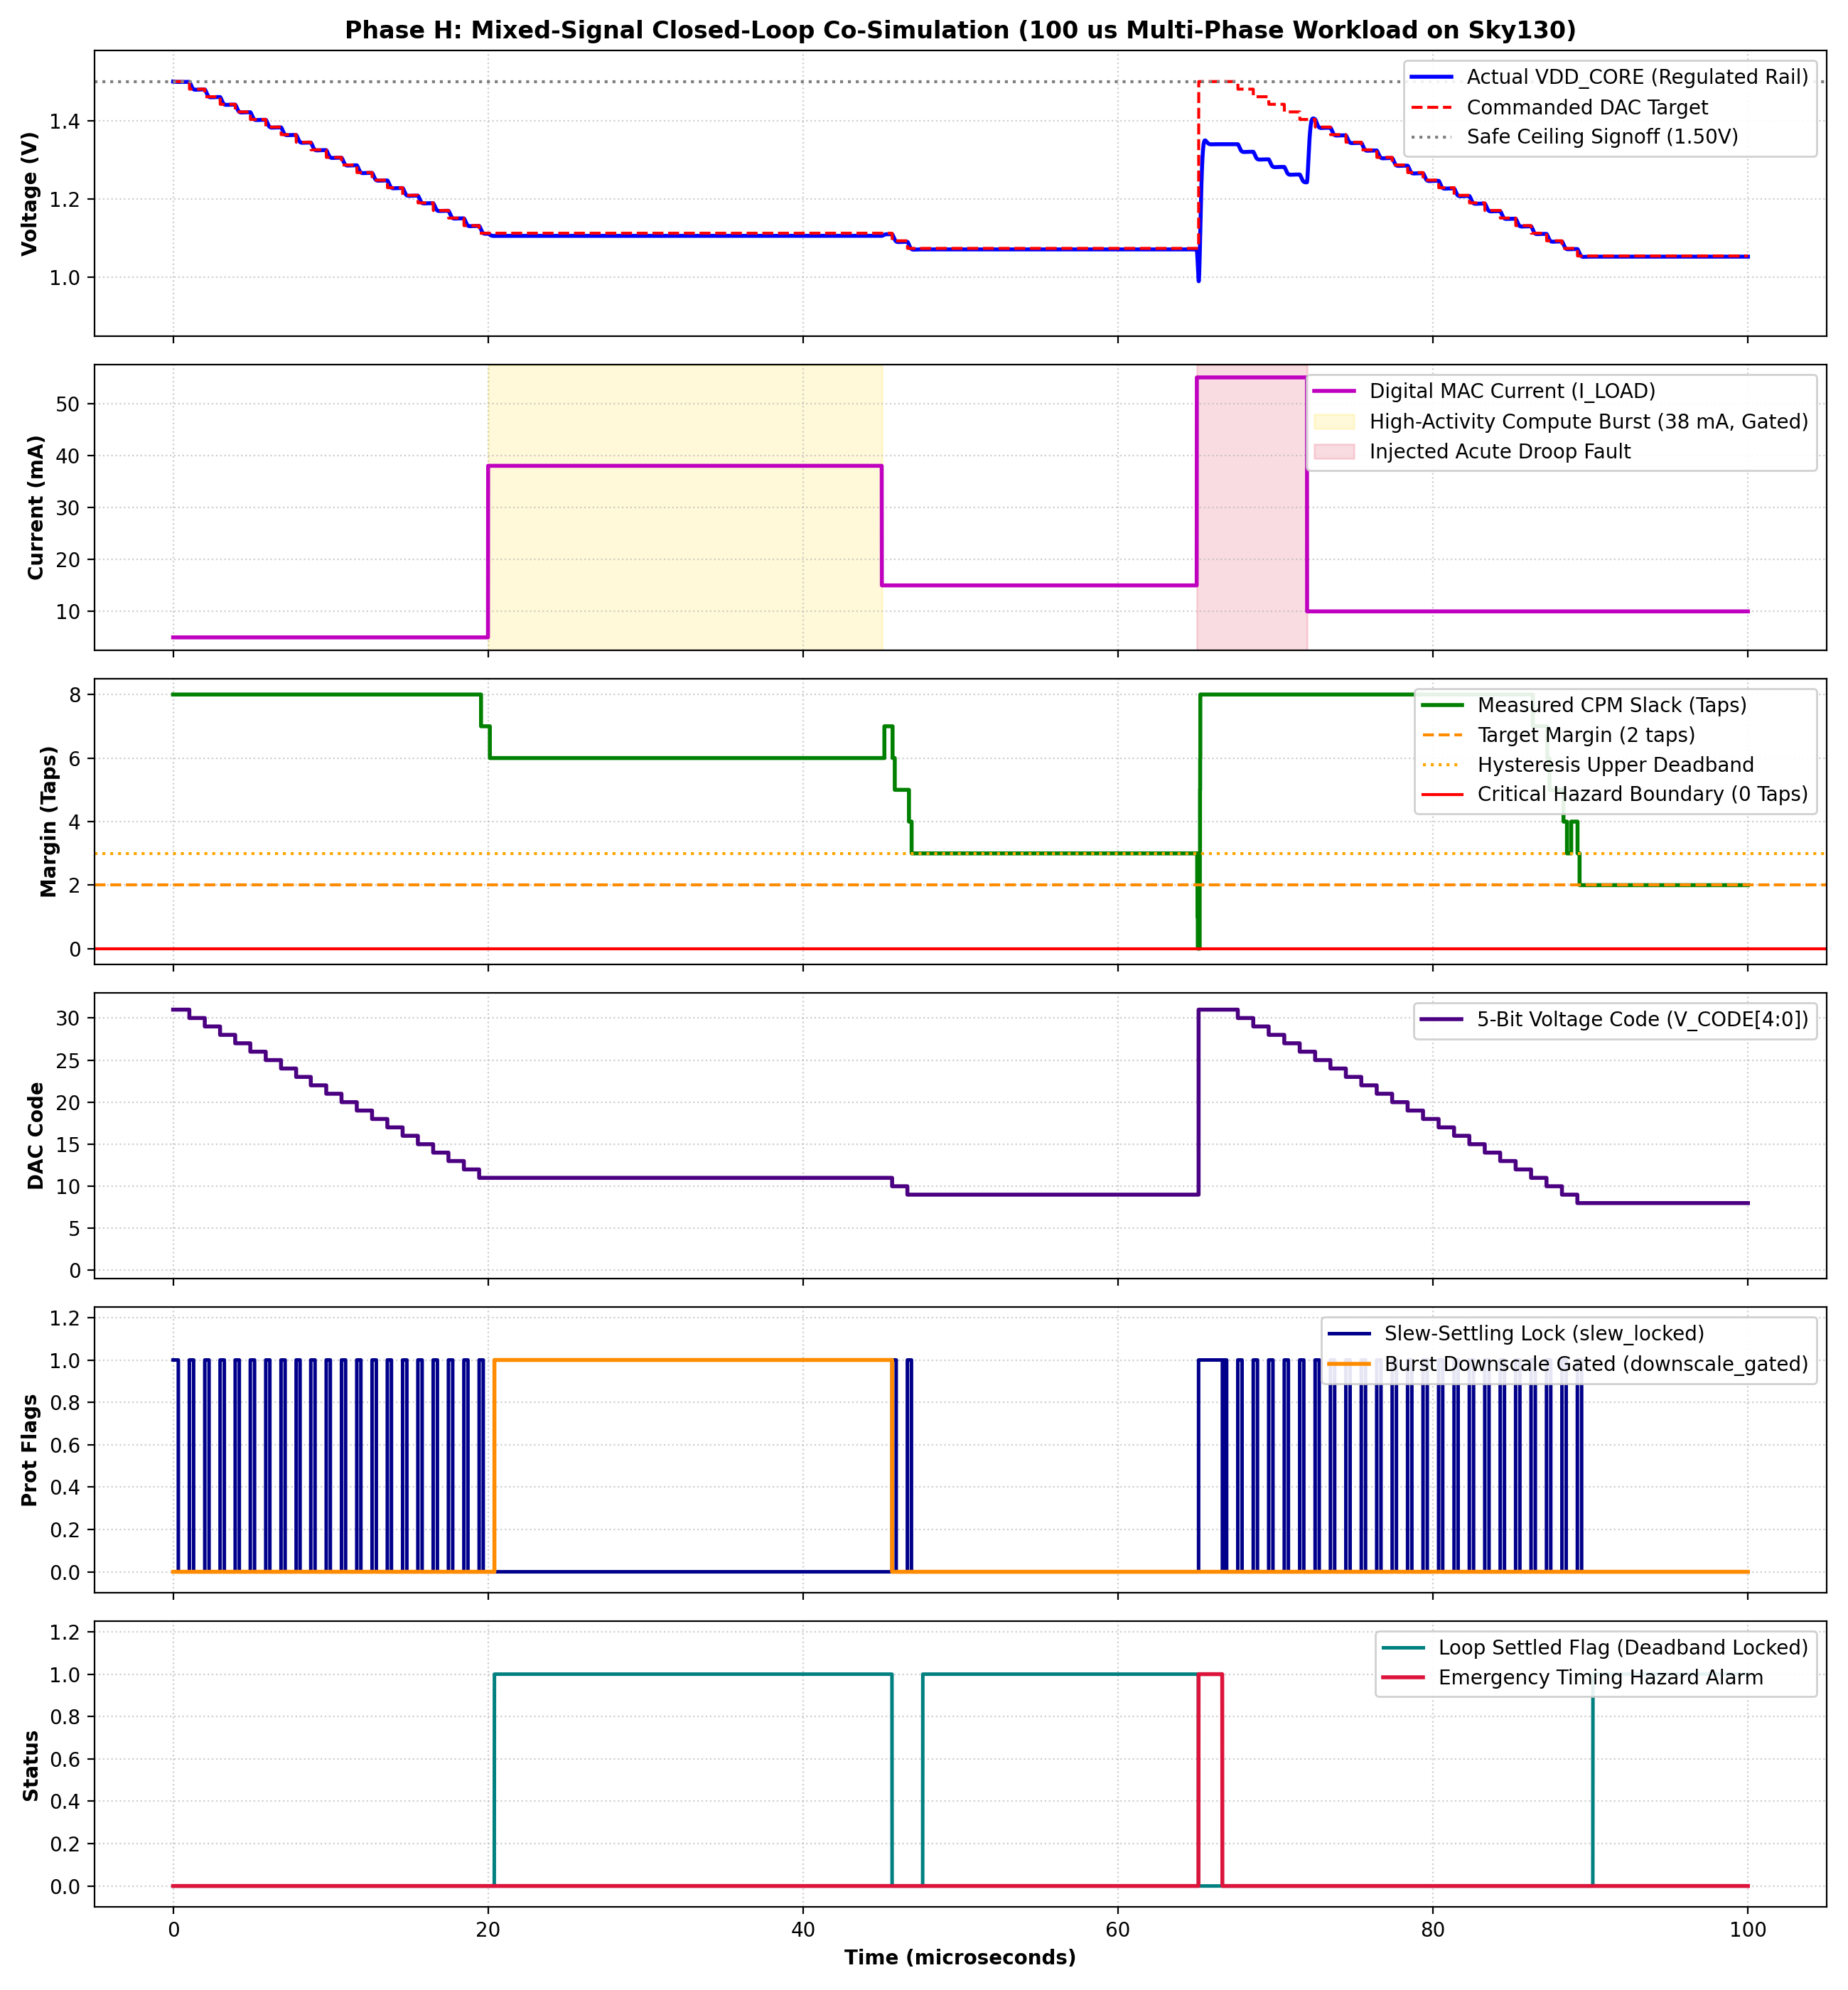 Phase H: Mixed-Signal Closed-Loop Co-Simulation (100 us Multi-Phase Workload on Sky130)
Voltage (V)
1.4
1.2
1.0
Actual VDD_CORE (Regulated Rail)
Commanded DAC Target
Safe Ceiling Signoff (1.50V)
Current (mA)
50
40
30
20
10
Digital MAC Current (I_LOAD)
High-Activity Compute Burst (38 mA, Gated)
Injected Acute Droop Fault
Margin (Taps)
8
6
4
2
0
Measured CPM Slack (Taps)
Target Margin (2 taps)
Hysteresis Upper Deadband
Critical Hazard Boundary (0 Taps)
DAC Code
30
25
20
15
10
5
0
5-Bit Voltage Code (V_CODE[4:0])
Prot Flags
1.2
1.0
0.8
0.6
0.4
0.2
0.0
Slew-Settling Lock (slew_locked)
Burst Downscale Gated (downscale_gated)
Status
1.2
1.0
0.8
0.6
0.4
0.2
0.0
Loop Settled Flag (Deadband Locked)
Emergency Timing Hazard Alarm
0 20 40 60 80 100
Time (microseconds)